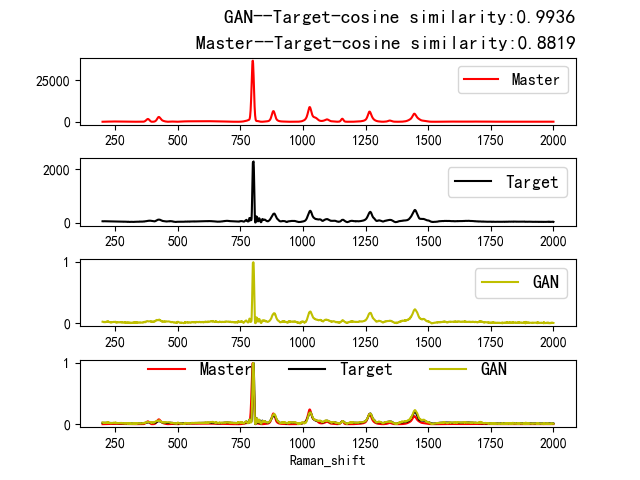 GAN--Target-cosine similarity:0.9936
Master--Target-cosine similarity:0.8819
25000
0
Master
250 500 750 1000 1250 1500 1750 2000
2000
0
Target
250 500 750 1000 1250 1500 1750 2000
1
0
GAN
250 500 750 1000 1250 1500 1750 2000
1
0
Master Target GAN
250 500 750 1000 1250 1500 1750 2000
Raman_shift